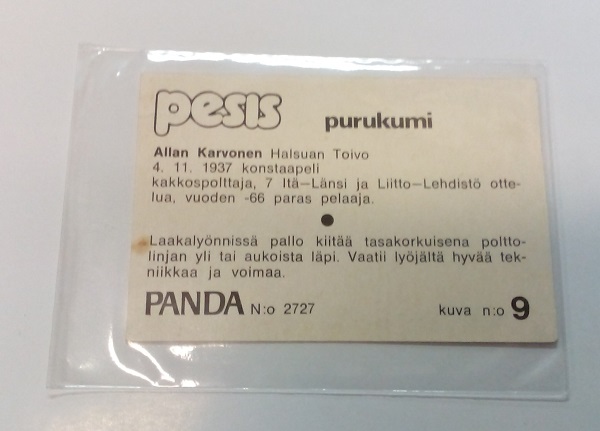 pesis purukumi
Allan Karvonen Halsuan Toivo
4. 11. 1937 konstaapeli
kakkospolttaja, 7 Itä—Länsi ja Liitto—Lehdistö otte-
lua, vuoden -66 paras pelaaja.
●
Laakalyönnissä pallo kiitää tasakorkuisena poltto-
linjan yli tai aukoista läpi. Vaatii lyöjältä hyvää tek-
niikkaa ja voimaa.
PANDA N:o 2727 kuva n:o 9